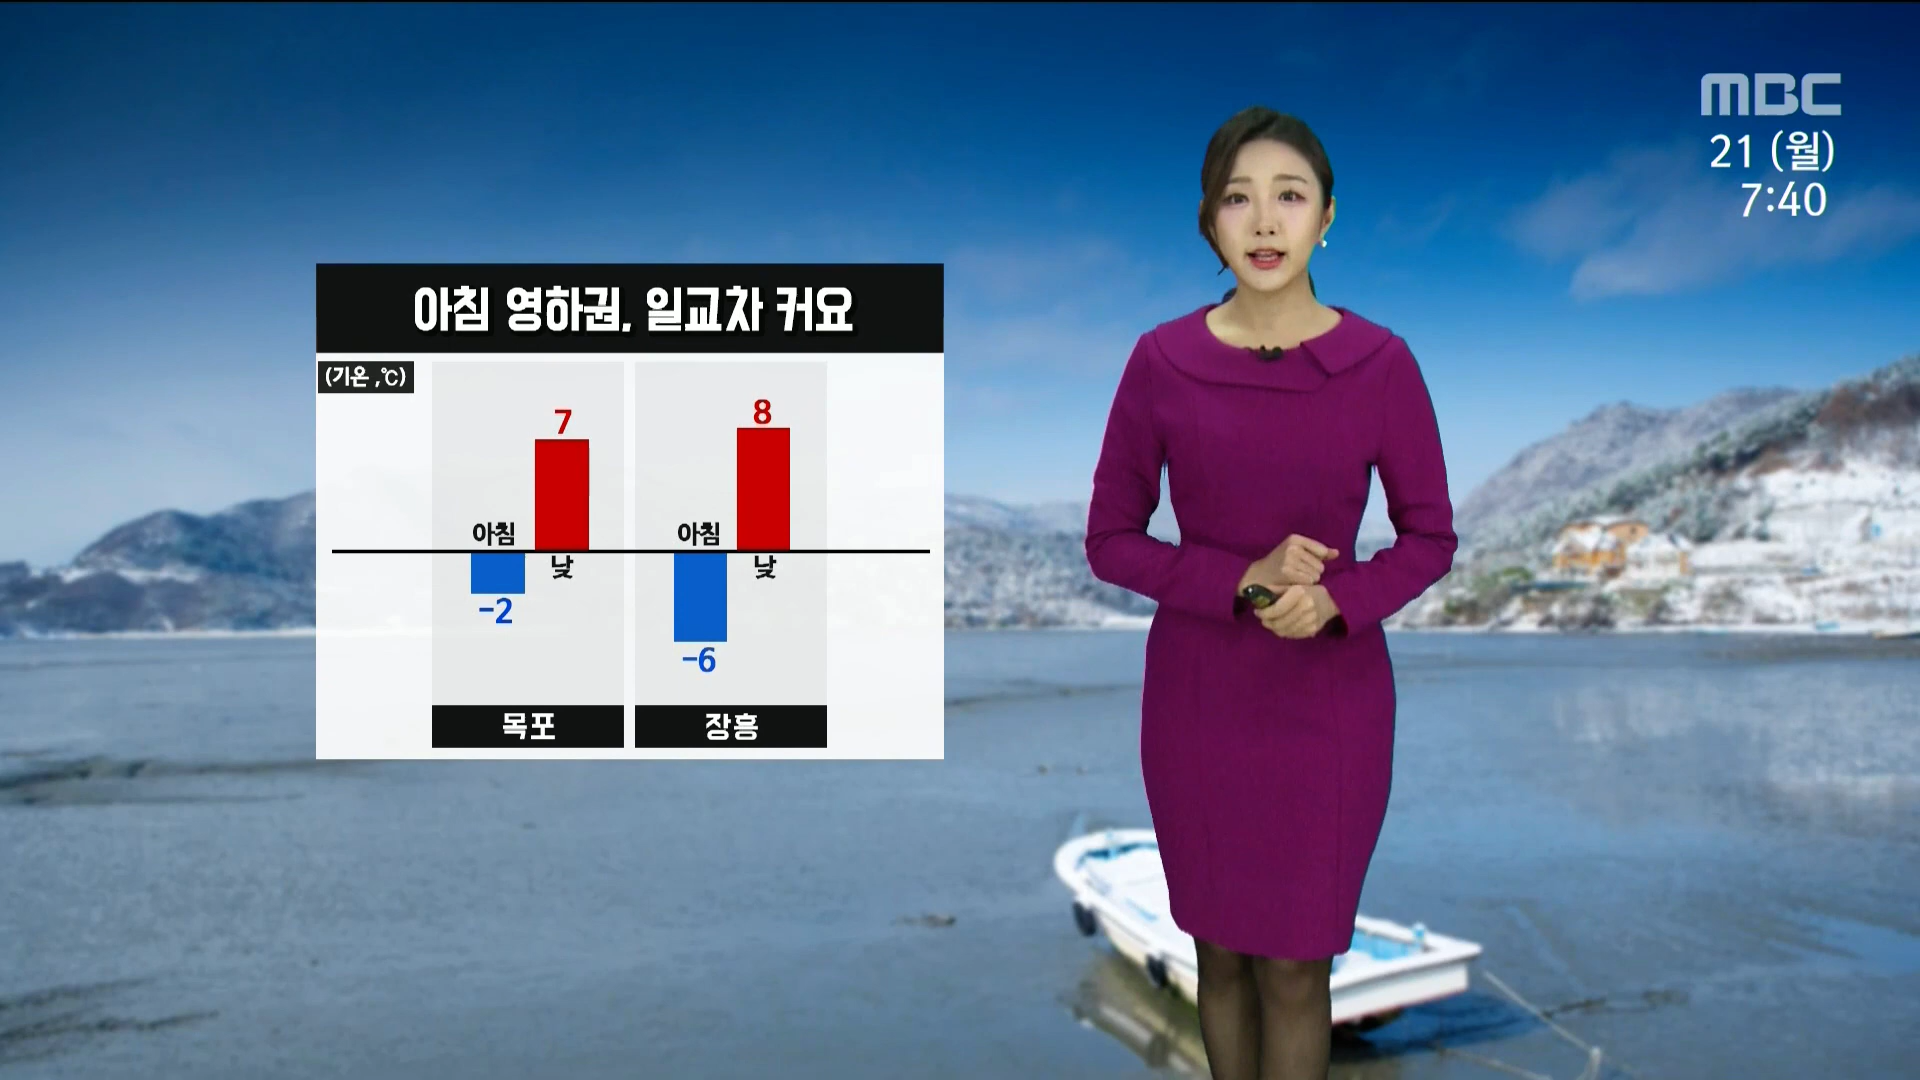 MBC
21 (월)
7:40
아침 영하권, 일교차 커요
(기온 ,℃)
7
8
아침
아침
낮
낮
-2
-6
목포
장흥